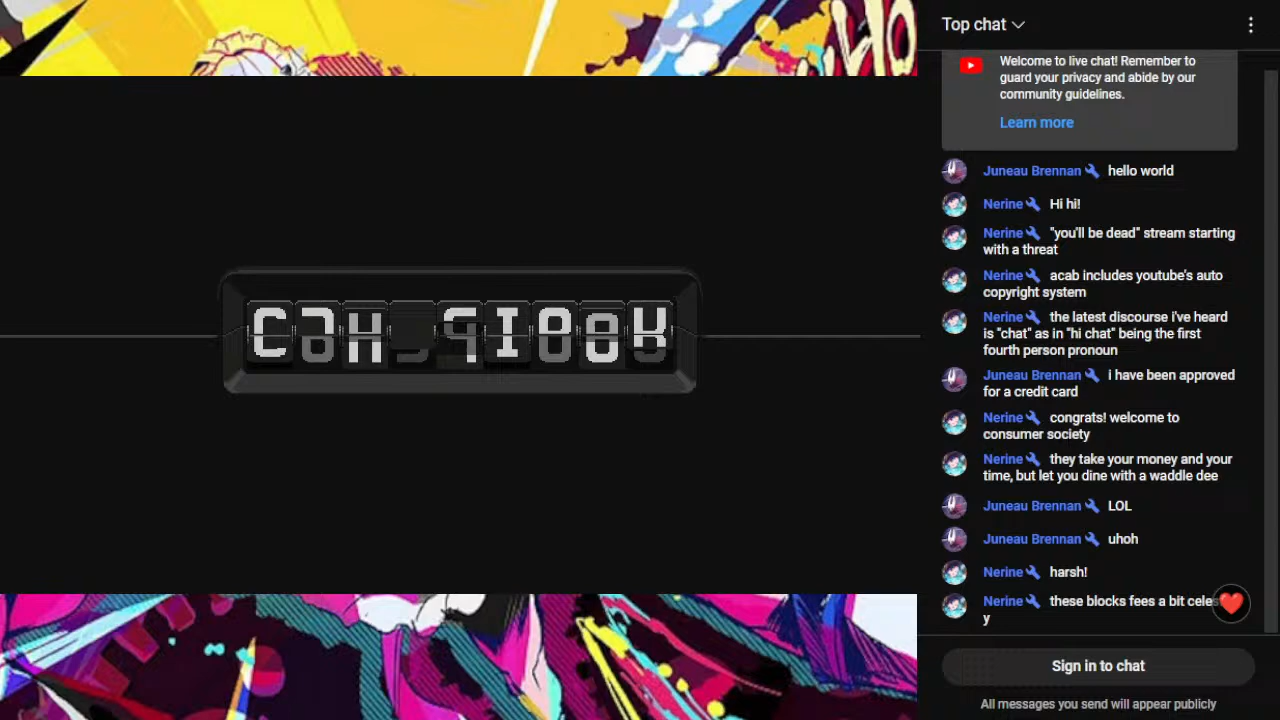 Top chat
Welcome to live chat! Remember to
guard your privacy and abide by our
community guidelines.
Learn more
Juneau Brennan hello world
Nerine Hi hi!
Nerine "you'll be dead" stream starting
with a threat
Nerine acab includes youtube's auto
copyright system
Nerine the latest discourse i've heard
is "chat" as in "hi chat" being the first
fourth person pronoun
Juneau Brennan i have been approved
for a credit card
Nerine congrats! welcome to
consumer society
Nerine they take your money and your
time, but let you dine with a waddle dee
Juneau Brennan LOL
Juneau Brennan uhoh
Nerine harsh!
Nerine these blocks fees a bit
y
Sign in to chat
All messages you send will appear publicly